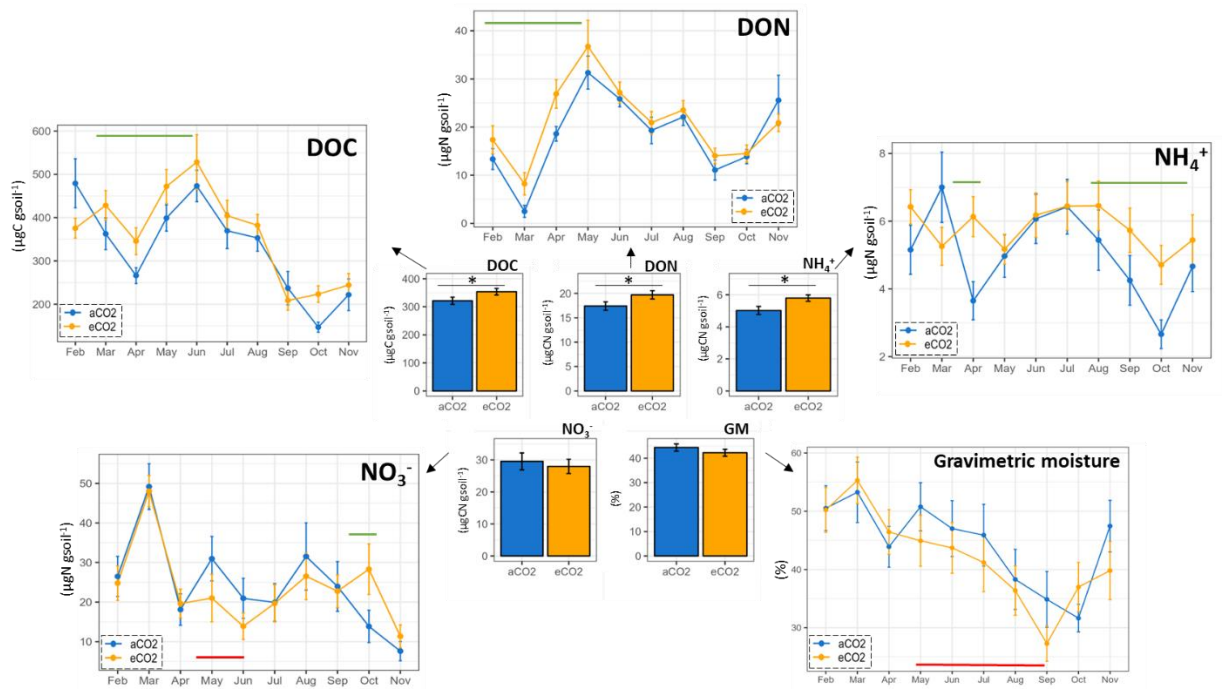 DON
40
30
20
10
0
(µgN gsoil-1)
aCO2
eCO2
Feb Mar Apr May Jun Jul Aug Sep Oct Nov
DOC
600
500
400
300
200
(µgC gsoil-1)
aCO2
eCO2
Feb Mar Apr May Jun Jul Aug Sep Oct Nov
NH4+
8
6
4
2
(µgN gsoil-1)
aCO2
eCO2
Feb Mar Apr May Jun Jul Aug Sep Oct Nov
DOC
*
400
300
200
100
0
(µgC gsoil-1)
aCO2 eCO2
DON
*
20
15
10
5
0
(µgCN gsoil-1)
aCO2 eCO2
NH4+
*
6
4
2
0
(µgCN gsoil-1)
aCO2 eCO2
NO3-
30
20
10
0
(µgCN gsoil-1)
aCO2 eCO2
GM
40
30
20
10
0
(%)
aCO2 eCO2
NO3-
50
40
30
20
10
(µgN gsoil-1)
aCO2
eCO2
Feb Mar Apr May Jun Jul Aug Sep Oct Nov
Gravimetric moisture
60
50
40
30
(%)
aCO2
eCO2
Feb Mar Apr May Jun Jul Aug Sep Oct Nov